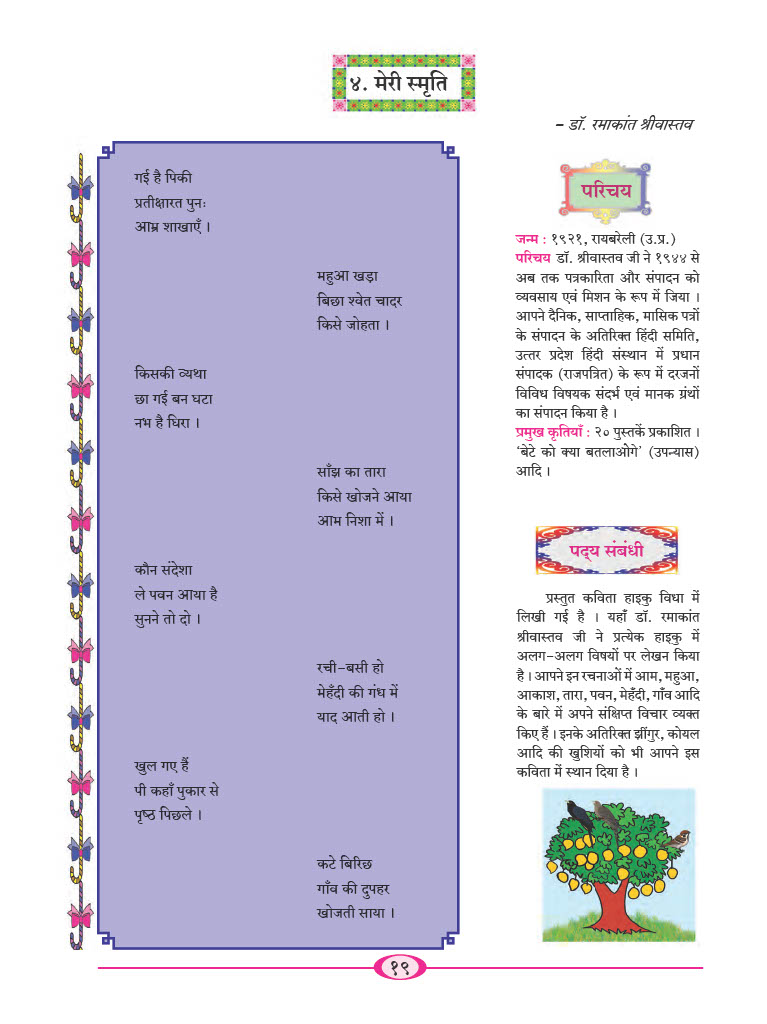 ४. मेरी स्मृति
– डॉ. रमाकांत श्रीवास्तव
गई है पिकी
प्रतीक्षारत पुनः
आम्र शाखाएँ ।
महुआ खड़ा
बिछा श्वेत चादर
किसे जोहता ।
किसकी व्यथा
छा गई बन घटा
नभ है घिरा ।
साँझ का तारा
किसे खोजने आया
आम निशा में ।
कौन संदेशा
ले पवन आया है
सुनने तो दो ।
रची-बसी हो
मेहँदी की गंध में
याद आती हो ।
खुल गए हैं
पी कहाँ पुकार से
पृष्ठ पिछले ।
कटे बिरिछ
गाँव की दुपहर
खोजती साया ।
परिचय
जन्म : १९२१, रायबरेली (उ.प्र.)
परिचय डॉ. श्रीवास्तव जी ने १९४४ से
अब तक पत्रकारिता और संपादन को
व्यवसाय एवं मिशन के रूप में जिया ।
आपने दैनिक, साप्ताहिक, मासिक पत्रों
के संपादन के अतिरिक्त हिंदी समिति,
उत्तर प्रदेश हिंदी संस्थान में प्रधान
संपादक (राजपत्रित) के रूप में दरजनों
विविध विषयक संदर्भ एवं मानक ग्रंथों
का संपादन किया है ।
प्रमुख कृतियाँ : २० पुस्तकें प्रकाशित ।
‘बेटे को क्या बतलाओगे’ (उपन्यास)
आदि ।
पद्य संबंधी
प्रस्तुत कविता हाइकु विधा में
लिखी गई है । यहाँ डॉ. रमाकांत
श्रीवास्तव जी ने प्रत्येक हाइकु में
अलग-अलग विषयों पर लेखन किया
है । आपने इन रचनाओं में आम, महुआ,
आकाश, तारा, पवन, मेहँदी, गाँव आदि
के बारे में अपने संक्षिप्त विचार व्यक्त
किए हैं । इनके अतिरिक्त झींगुर, कोयल
आदि की खुशियों को भी आपने इस
कविता में स्थान दिया है ।
१९